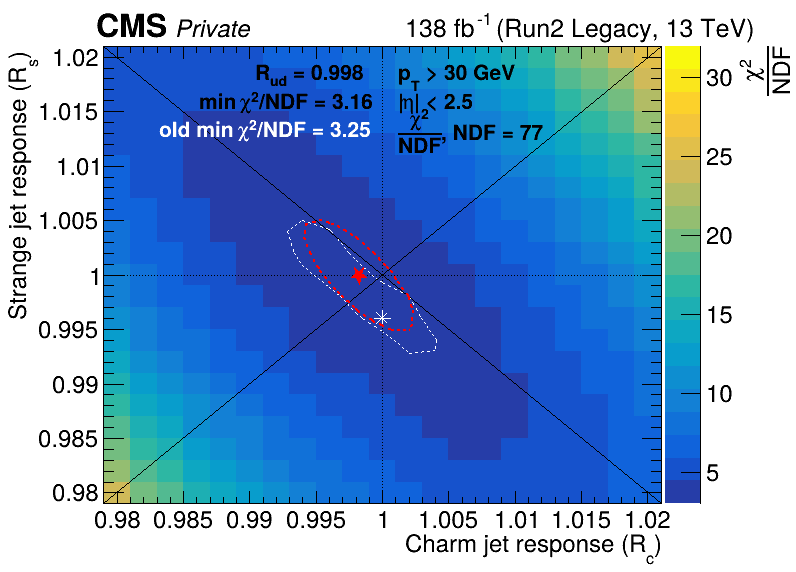 CMS Private 138 fb⁻¹ (Run2 Legacy, 13 TeV)
R_ud = 0.998 p_T > 30 GeV
min χ²/NDF = 3.16 |η| < 2.5
old min χ²/NDF = 3.25 χ²/NDF, NDF = 77
Strange jet response (R_s)
1.02
1.015
1.01
1.005
1
0.995
0.99
0.985
0.98
0.98 0.985 0.99 0.995 1 1.005 1.01 1.015 1.02
Charm jet response (R_c)
χ²/NDF
30
25
20
15
10
5